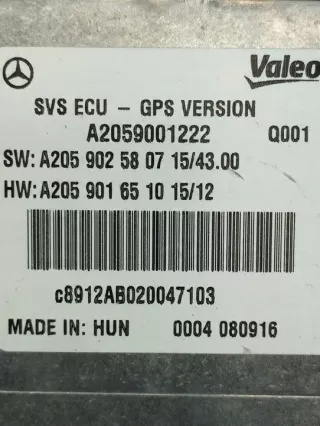 Valeo
SVS ECU - GPS VERSION
A2059001222 Q001
SW: A205 902 58 07 15/43.00
HW: A205 901 65 10 15/12
c8912AB020047103
MADE IN: HUN 0004 080916